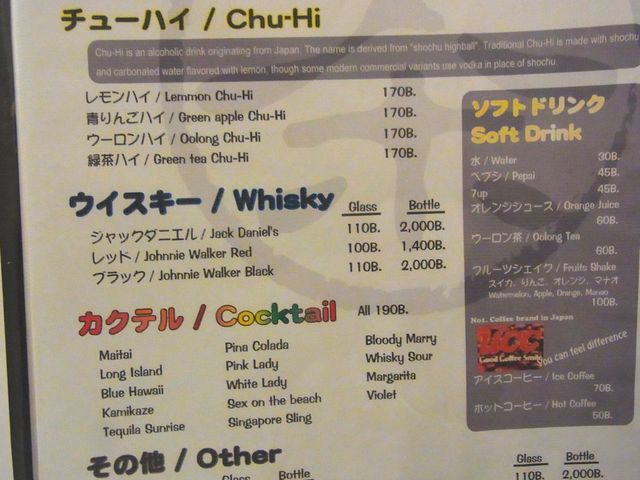 チューハイ / Chu-Hi
Chu-Hi is an alcoholic drink originating from Japan. The name is derived from "shochu highball". Traditional Chu-Hi is made with shochu
and carbonated water flavored with lemon, though some modern commercial variants use vodka in place of shochu.
レモンハイ / Lemmon Chu-Hi 170B.
青りんごハイ / Green apple Chu-Hi 170B.
ウーロンハイ / Oolong Chu-Hi 170B.
緑茶ハイ / Green tea Chu-Hi 170B.
ウイスキー / Whisky Glass Bottle
ジャックダニエル / Jack Daniel's 110B. 2,000B.
レッド / Johnnie Walker Red 100B. 1,400B.
ブラック / Johnnie Walker Black 110B. 2,000B.
カクテル / Cocktail All 190B.
Maitai
Long Island
Blue Hawaii
Kamikaze
Tequila Sunrise
Pina Colada
Pink Lady
White Lady
Sex on the beach
Singapore Sling
Bloody Marry
Whisky Sour
Margarita
Violet
その他 / Other
Glass Bottle
Glass Bottle
110B. 2,000B.
ソフトドリンク
Soft Drink
水 / Water 30B.
ペプシ / Pepsi 45B.
7up 45B.
オレンジジュース / Orange Juice
60B.
ウーロン茶 / Oolong Tea
60B.
フルーツシェイク / Fruits Shake
スイカ, りんご, オレンジ, マナオ
Watermelon, Apple, Orange, Manao
100B.
No1. Coffee brand in Japan
UCC
Good Coffee Smile
you can feel difference
アイスコーヒー / Ice Coffee
70B.
ホットコーヒー / Hot Coffee
50B.